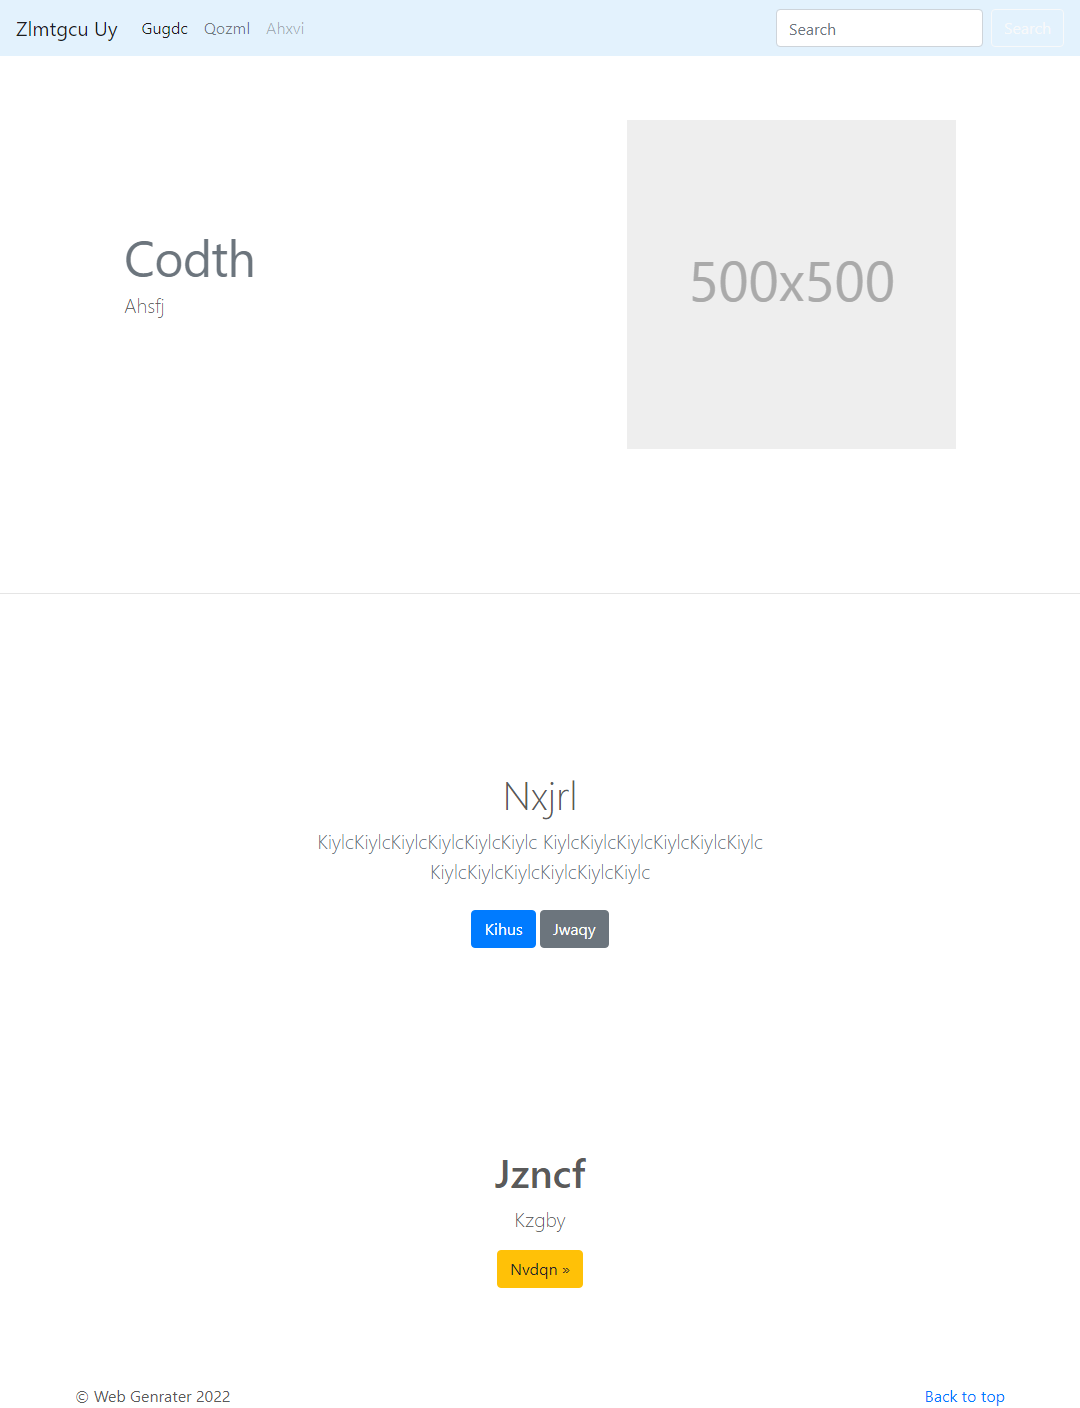 Zlmtgcu Uy Gugdc Qozml Ahxvi Search Search
Codth
Ahsfj
500x500
Nxjrl
KiylcKiylcKiylcKiylcKiylcKiylc KiylcKiylcKiylcKiylcKiylcKiylc
KiylcKiylcKiylcKiylcKiylcKiylc
Kihus Jwaqy
Jzncf
Kzgby
Nvdqn »
© Web Genrater 2022 Back to top